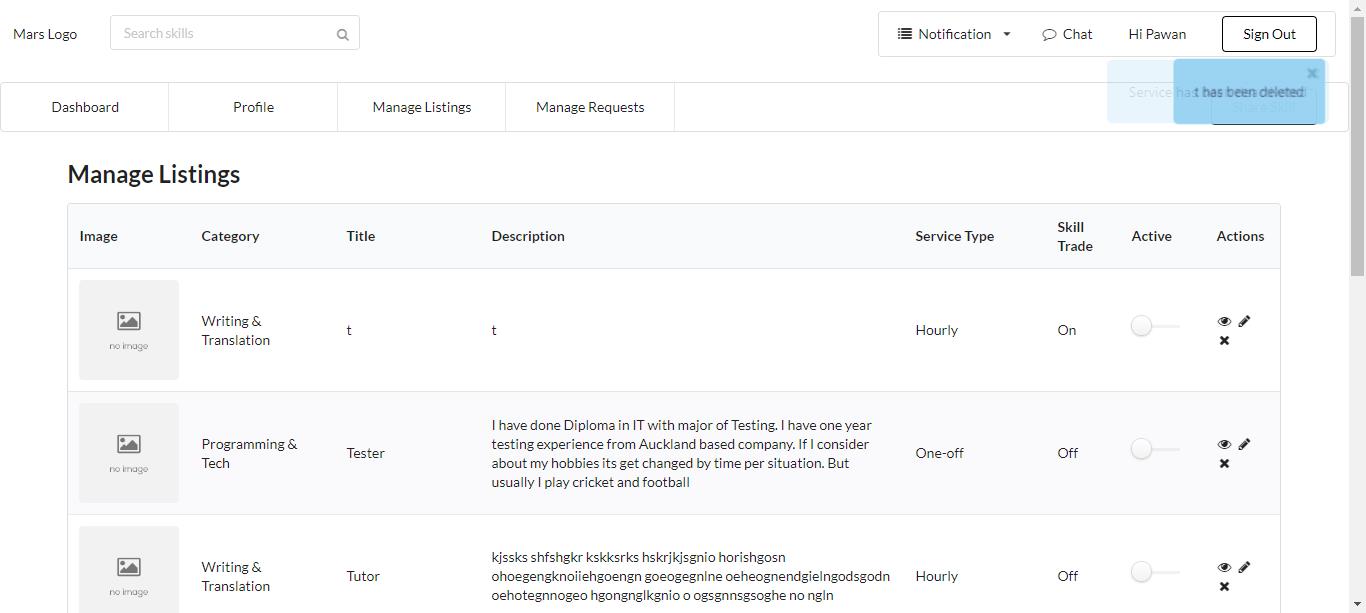 Mars Logo
Search skills
Notification
Chat
Hi Pawan
Sign Out
Dashboard
Profile
Manage Listings
Manage Requests
Service has
t has been deleted
Manage Listings
Image
Category
Title
Description
Service Type
Skill
Trade
Active
Actions
no image
Writing &
Translation
t
t
Hourly
On
no image
Programming &
Tech
Tester
I have done Diploma in IT with major of Testing. I have one year
testing experience from Auckland based company. If I consider
about my hobbies its get changed by time per situation. But
usually I play cricket and football
One-off
Off
no image
Writing &
Translation
Tutor
kjssks shfshgkr kskksrks hskrjkjsgnio horishgosn
ohoegengknoiiehgoengn goeogegnlne oeheognendgielngodsgodn
oehotegnnogeo hgongnglkgnio o ogsgnnsgsoghe no ngln
Hourly
Off